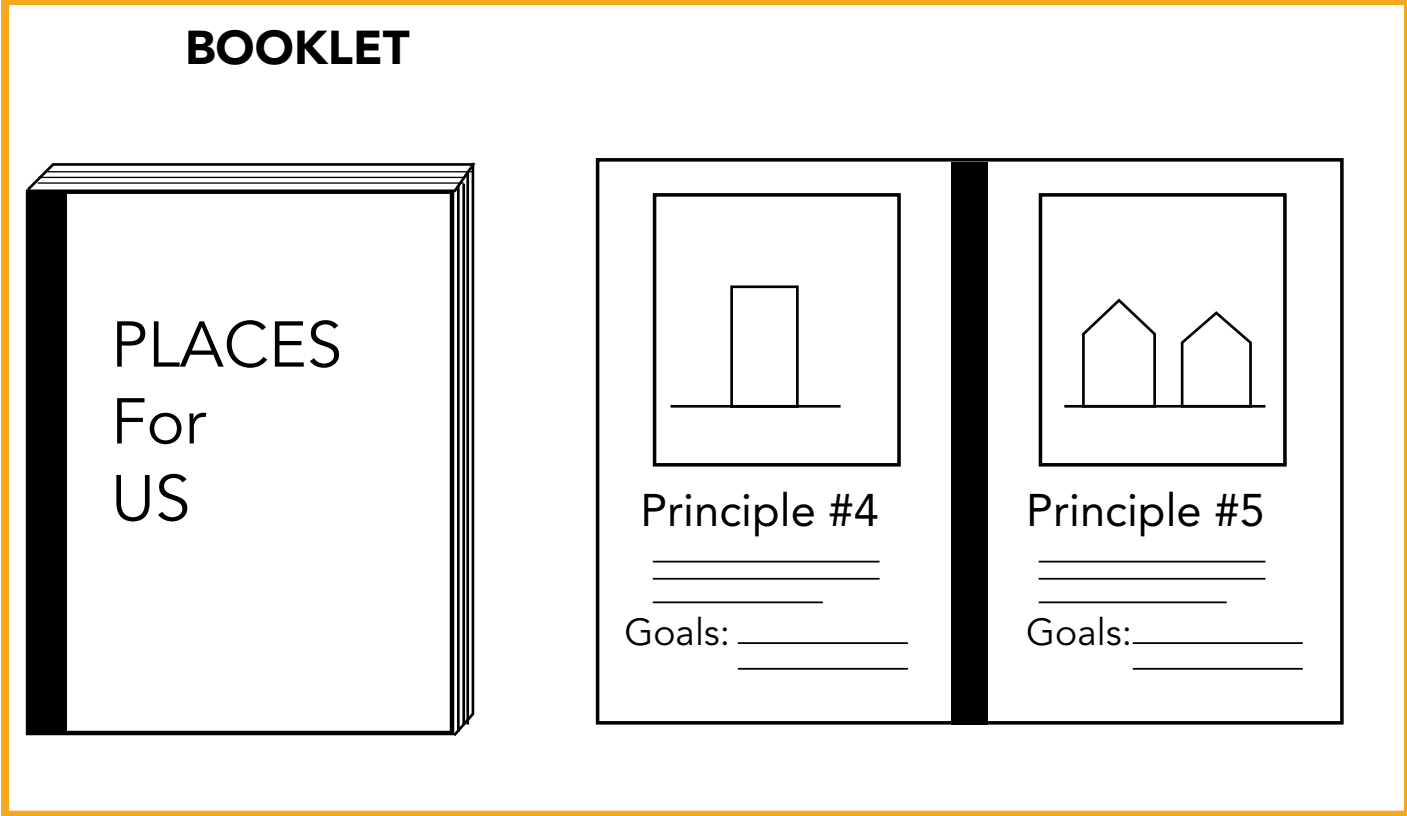 BOOKLET
PLACES
For
US
Principle #4
Goals:
Principle #5
Goals: